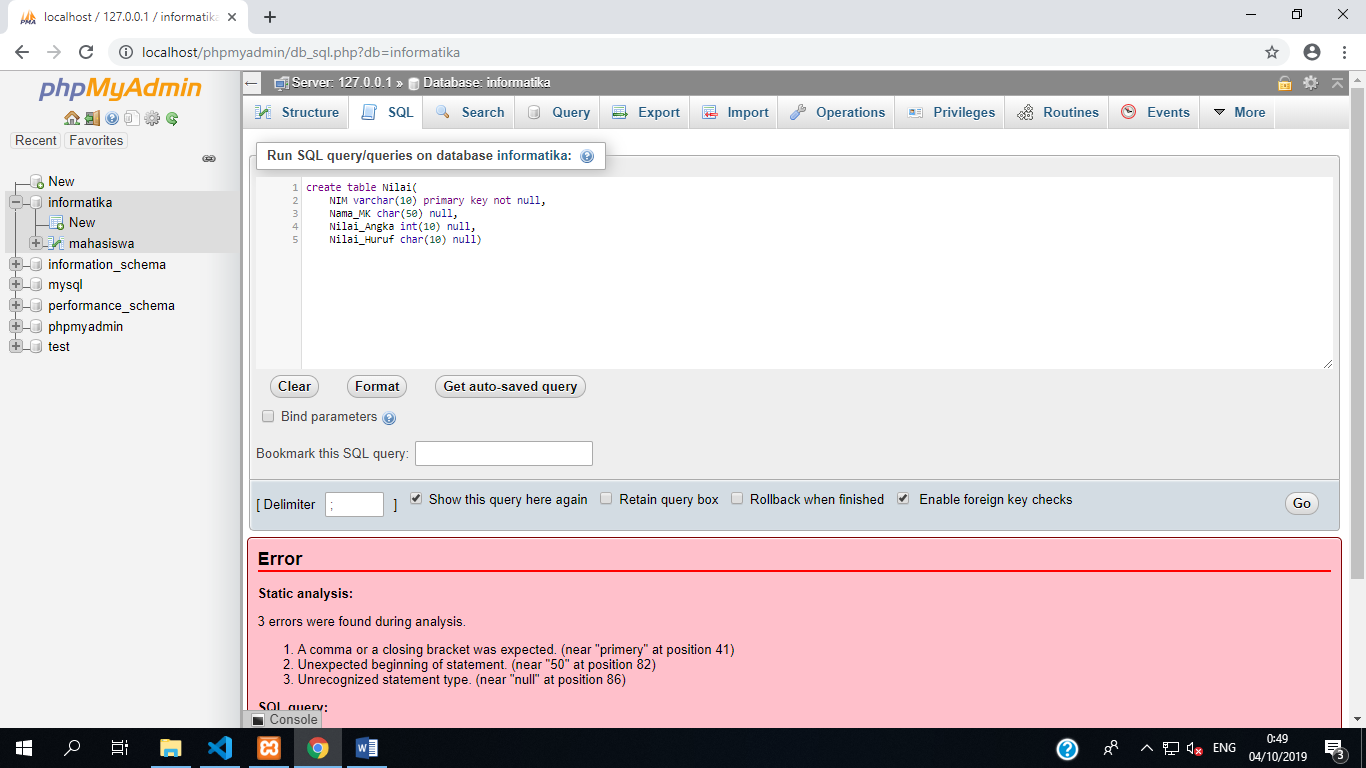 localhost / 127.0.0.1 / informatika
localhost/phpmyadmin/db_sql.php?db=informatika
phpMyAdmin
Recent Favorites
New
informatika
New
mahasiswa
information_schema
mysql
performance_schema
phpmyadmin
test
Server: 127.0.0.1 » Database: informatika
Structure SQL Search Query Export Import Operations Privileges Routines Events More
Run SQL query/queries on database informatika:
1 create table Nilai(
2 NIM varchar(10) primary key not null,
3 Nama_MK char(50) null,
4 Nilai_Angka int(10) null,
5 Nilai_Huruf char(10) null)
Clear Format Get auto-saved query
Bind parameters
Bookmark this SQL query:
[ Delimiter ; ] Show this query here again Retain query box Rollback when finished Enable foreign key checks Go
Error
Static analysis:
3 errors were found during analysis.
1. A comma or a closing bracket was expected. (near "primery" at position 41)
2. Unexpected beginning of statement. (near "50" at position 82)
3. Unrecognized statement type. (near "null" at position 86)
SQL query:
Console
ENG
0:49
04/10/2019
3